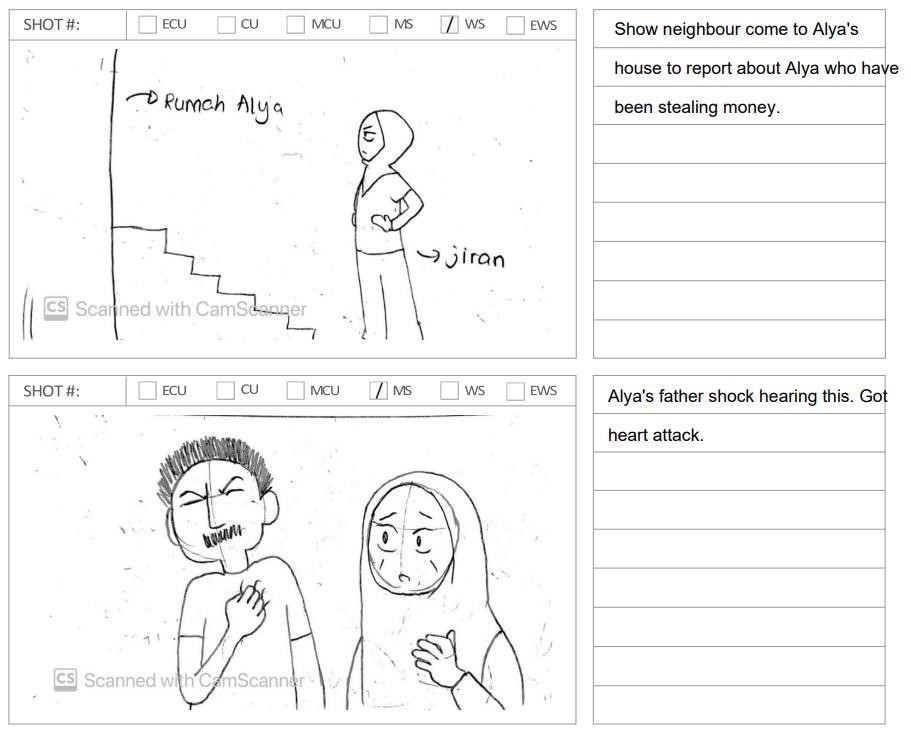 SHOT #: ECU CU MCU MS / WS EWS
Rumah Alya
jiran
CS Scanned with CamScanner
Show neighbour come to Alya's
house to report about Alya who have
been stealing money.
SHOT #: ECU CU MCU / MS WS EWS
CS Scanned with CamScanner
Alya's father shock hearing this. Got
heart attack.